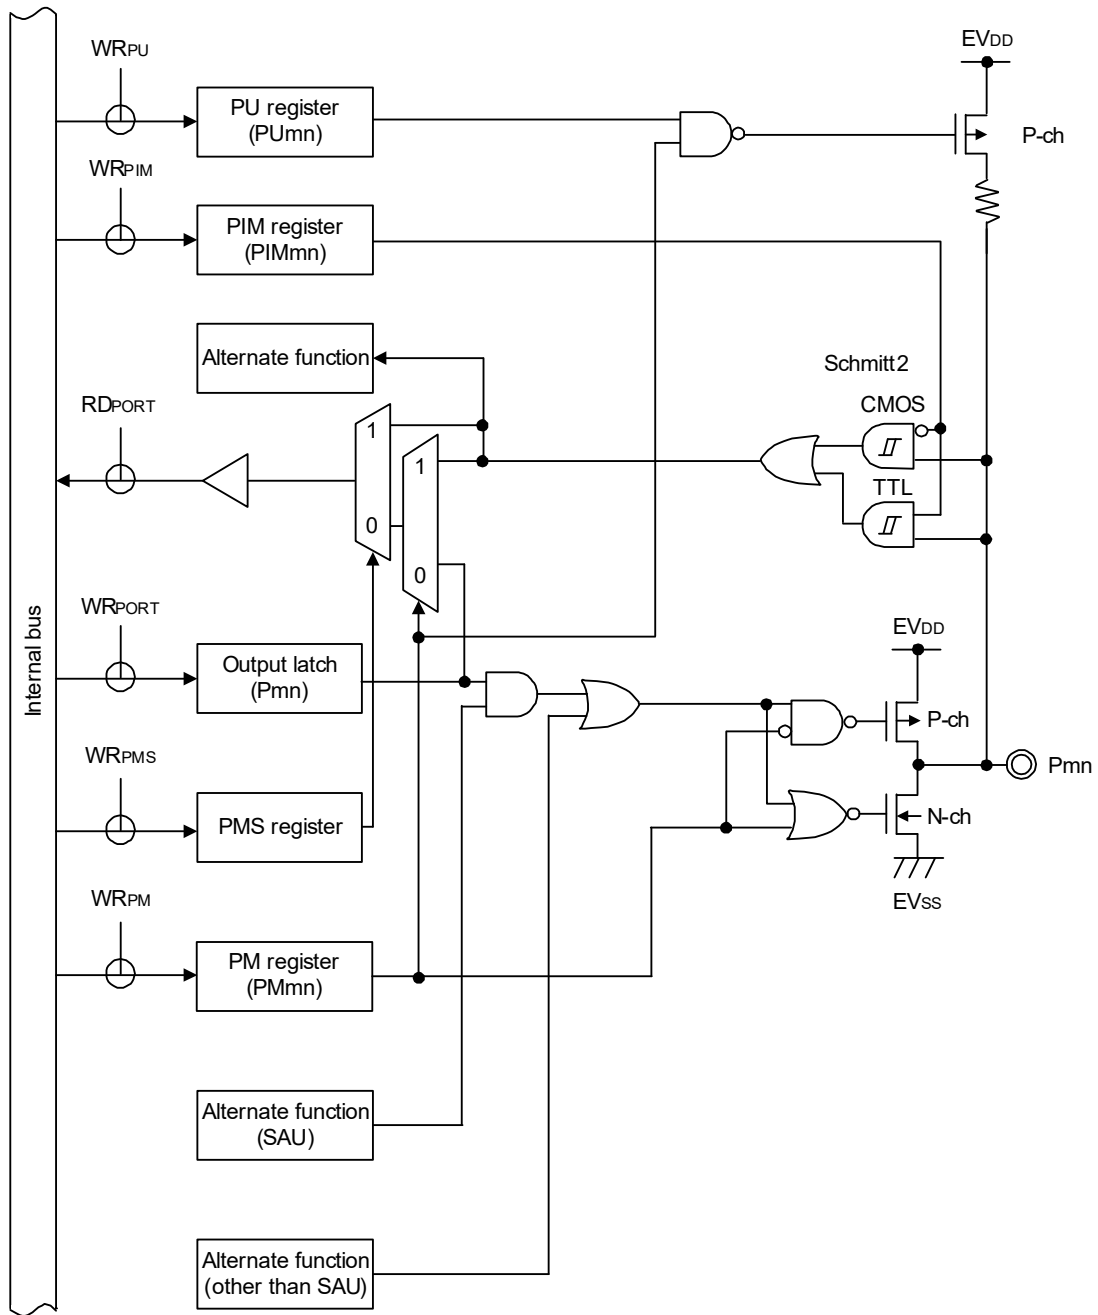 WRPU
EVDD
PU register
(PUmn)
P-ch
WRPIM
PIM register
(PIMmn)
Alternate function
Schmitt2
CMOS
RDPORT
1
1
TTL
0
0
Internal bus
WRPORT
EVDD
Output latch
(Pmn)
P-ch
Pmn
WRPMS
PMS register
N-ch
EVSS
WRPM
PM register
(PMmn)
Alternate function
(SAU)
Alternate function
(other than SAU)